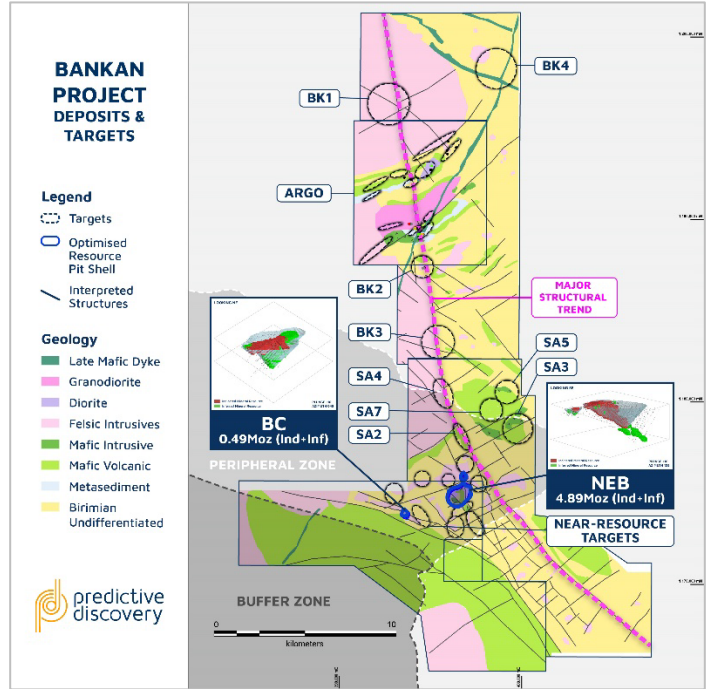 BANKAN
PROJECT
DEPOSITS &
TARGETS
Legend
Targets
Optimised
Resource
Pit Shell
Interpreted
Structures
Geology
Late Mafic Dyke
Granodiorite
Diorite
Felsic Intrusives
Mafic Intrusive
Mafic Volcanic
Metasediment
Birimian
Undifferentiated
predictive
discovery
BK4
BK1
ARGO
BK2
MAJOR
STRUCTURAL
TREND
BK3
SA5
SA3
SA4
SA7
SA2
BC
0.49Moz (Ind+Inf)
PERIPHERAL ZONE
NEB
4.89Moz (Ind+Inf)
NEAR-RESOURCE
TARGETS
BUFFER ZONE
0 10
kilometers